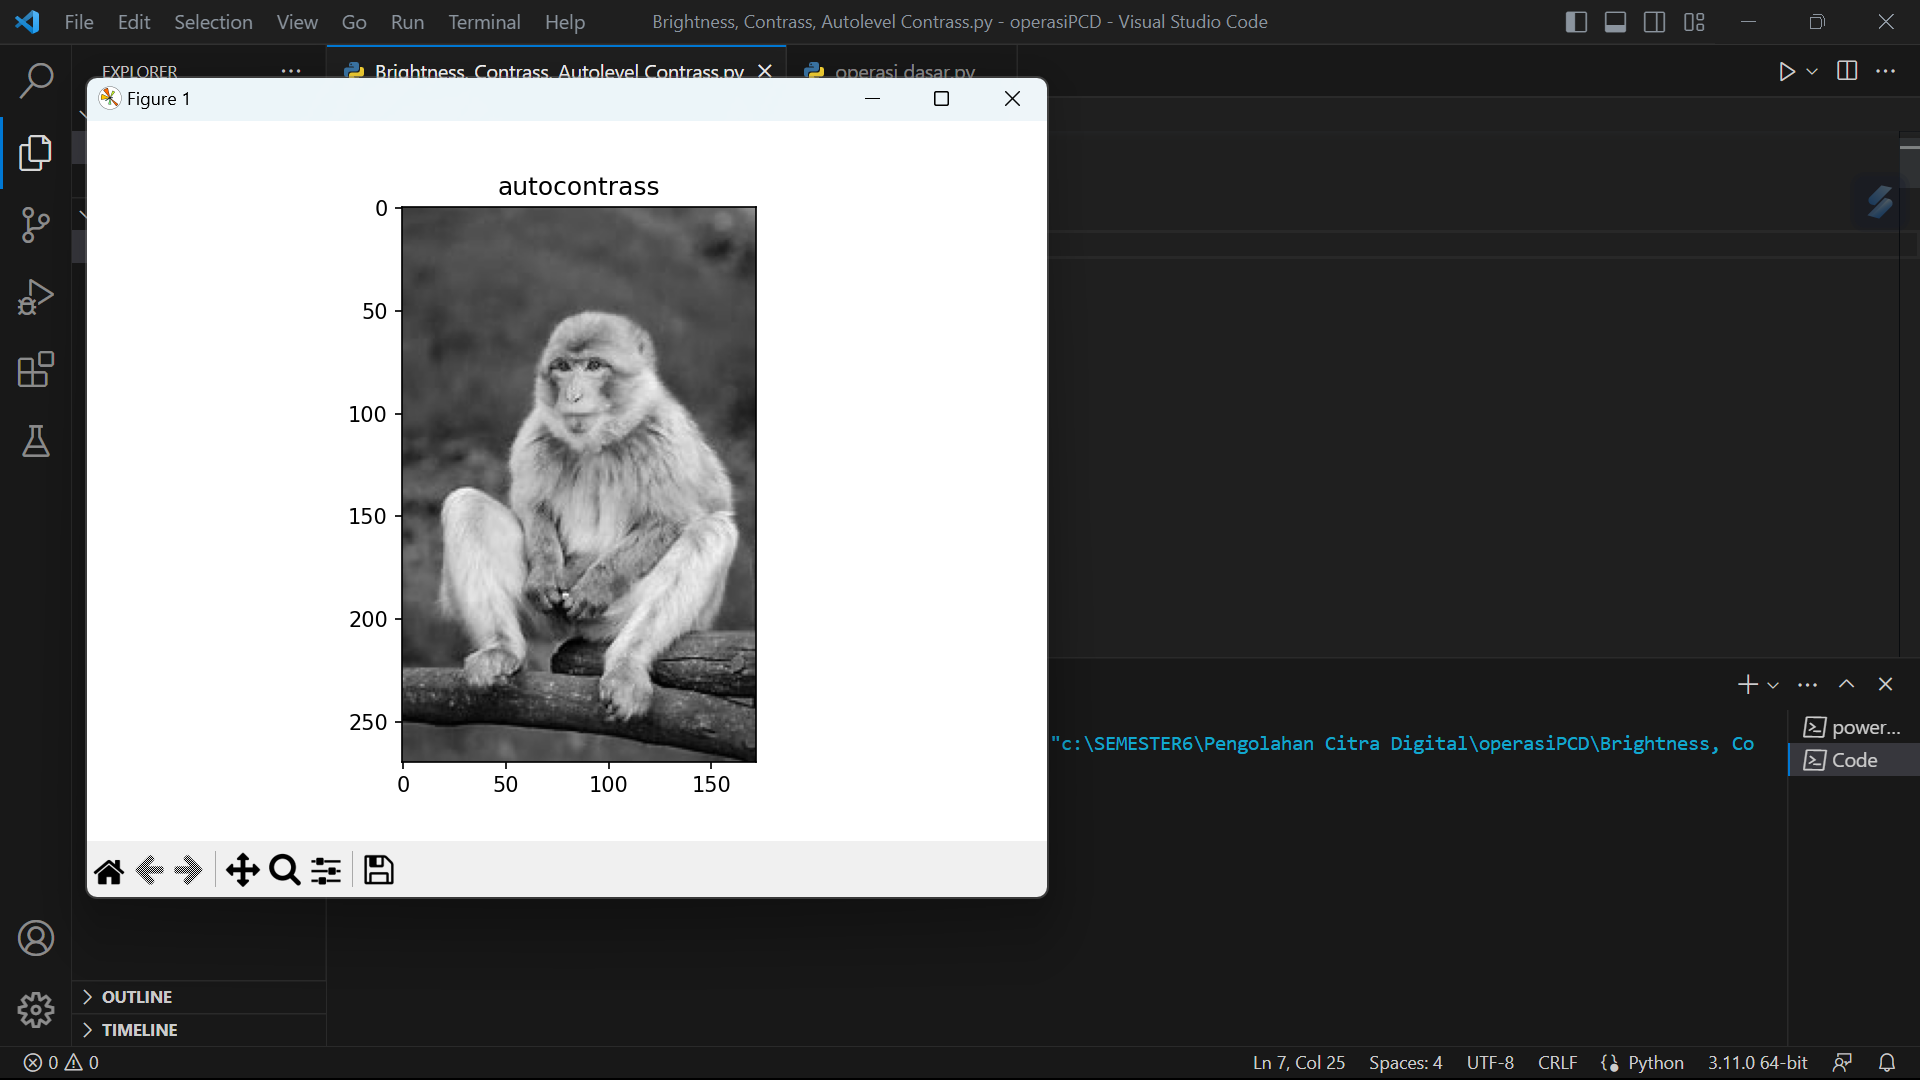 File Edit Selection View Go Run Terminal Help
Brightness, Contrass, Autolevel Contrass.py - operasiPCD - Visual Studio Code
EXPLORER
Brightness, Contrass, Autolevel Contrass.py
operasi dasar.py
Figure 1
autocontrass
0
50
100
150
200
250
0 50 100 150
power...
"c:\SEMESTER6\Pengolahan Citra Digital\operasiPCD\Brightness, Co
Code
OUTLINE
TIMELINE
0 0
Ln 7, Col 25 Spaces: 4 UTF-8 CRLF Python 3.11.0 64-bit